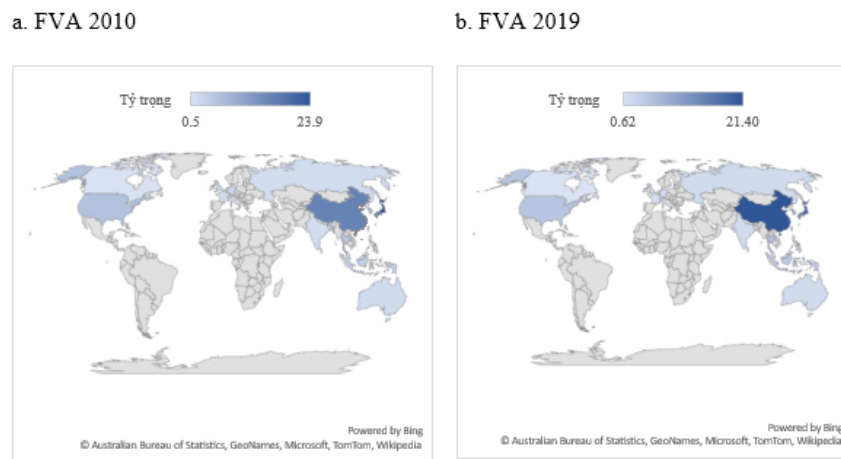 a. FVA 2010
b. FVA 2019
Tỷ trọng
0.5 23.9
Powered by Bing
© Australian Bureau of Statistics, GeoNames, Microsoft, TomTom, Wikipedia
Tỷ trọng
0.62 21.40
Powered by Bing
© Australian Bureau of Statistics, GeoNames, Microsoft, TomTom, Wikipedia